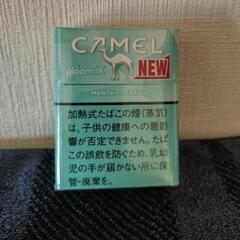 CAMEL
ploom X
NEW
MENTHOL FRESH
加熱式たばこの煙(蒸気)
は、子供の健康への悪影
響が否定できません。たば
この誤飲を防ぐため、乳幼
児の手が届かない所に保
管・廃棄を。